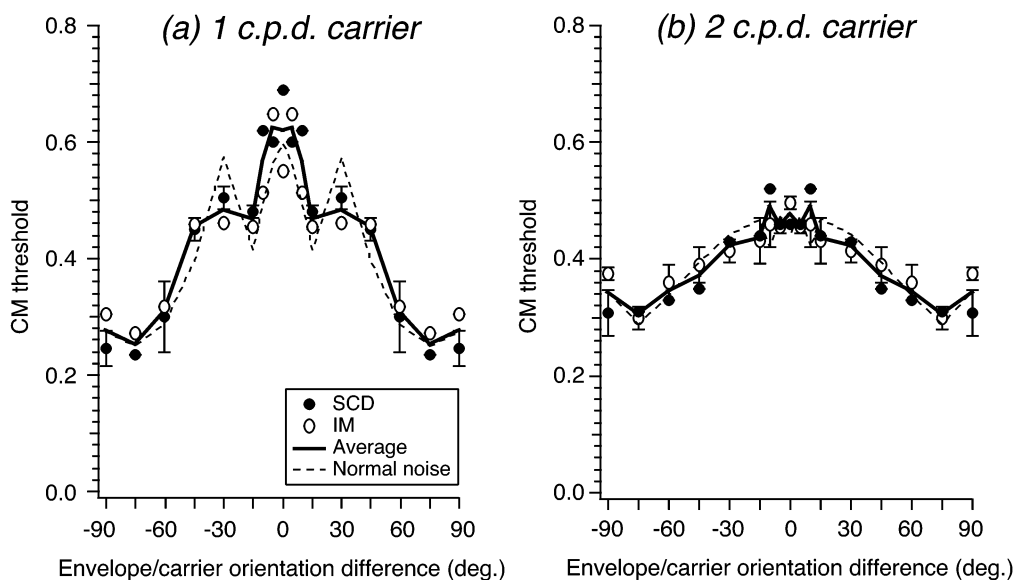 (a) 1 c.p.d. carrier
0.8
0.6
0.4
0.2
0.0
CM threshold
SCD
IM
Average
Normal noise
-90 -60 -30 0 30 60 90
Envelope/carrier orientation difference (deg.)
(b) 2 c.p.d. carrier
0.8
0.6
0.4
0.2
0.0
CM threshold
-90 -60 -30 0 30 60 90
Envelope/carrier orientation difference (deg.)